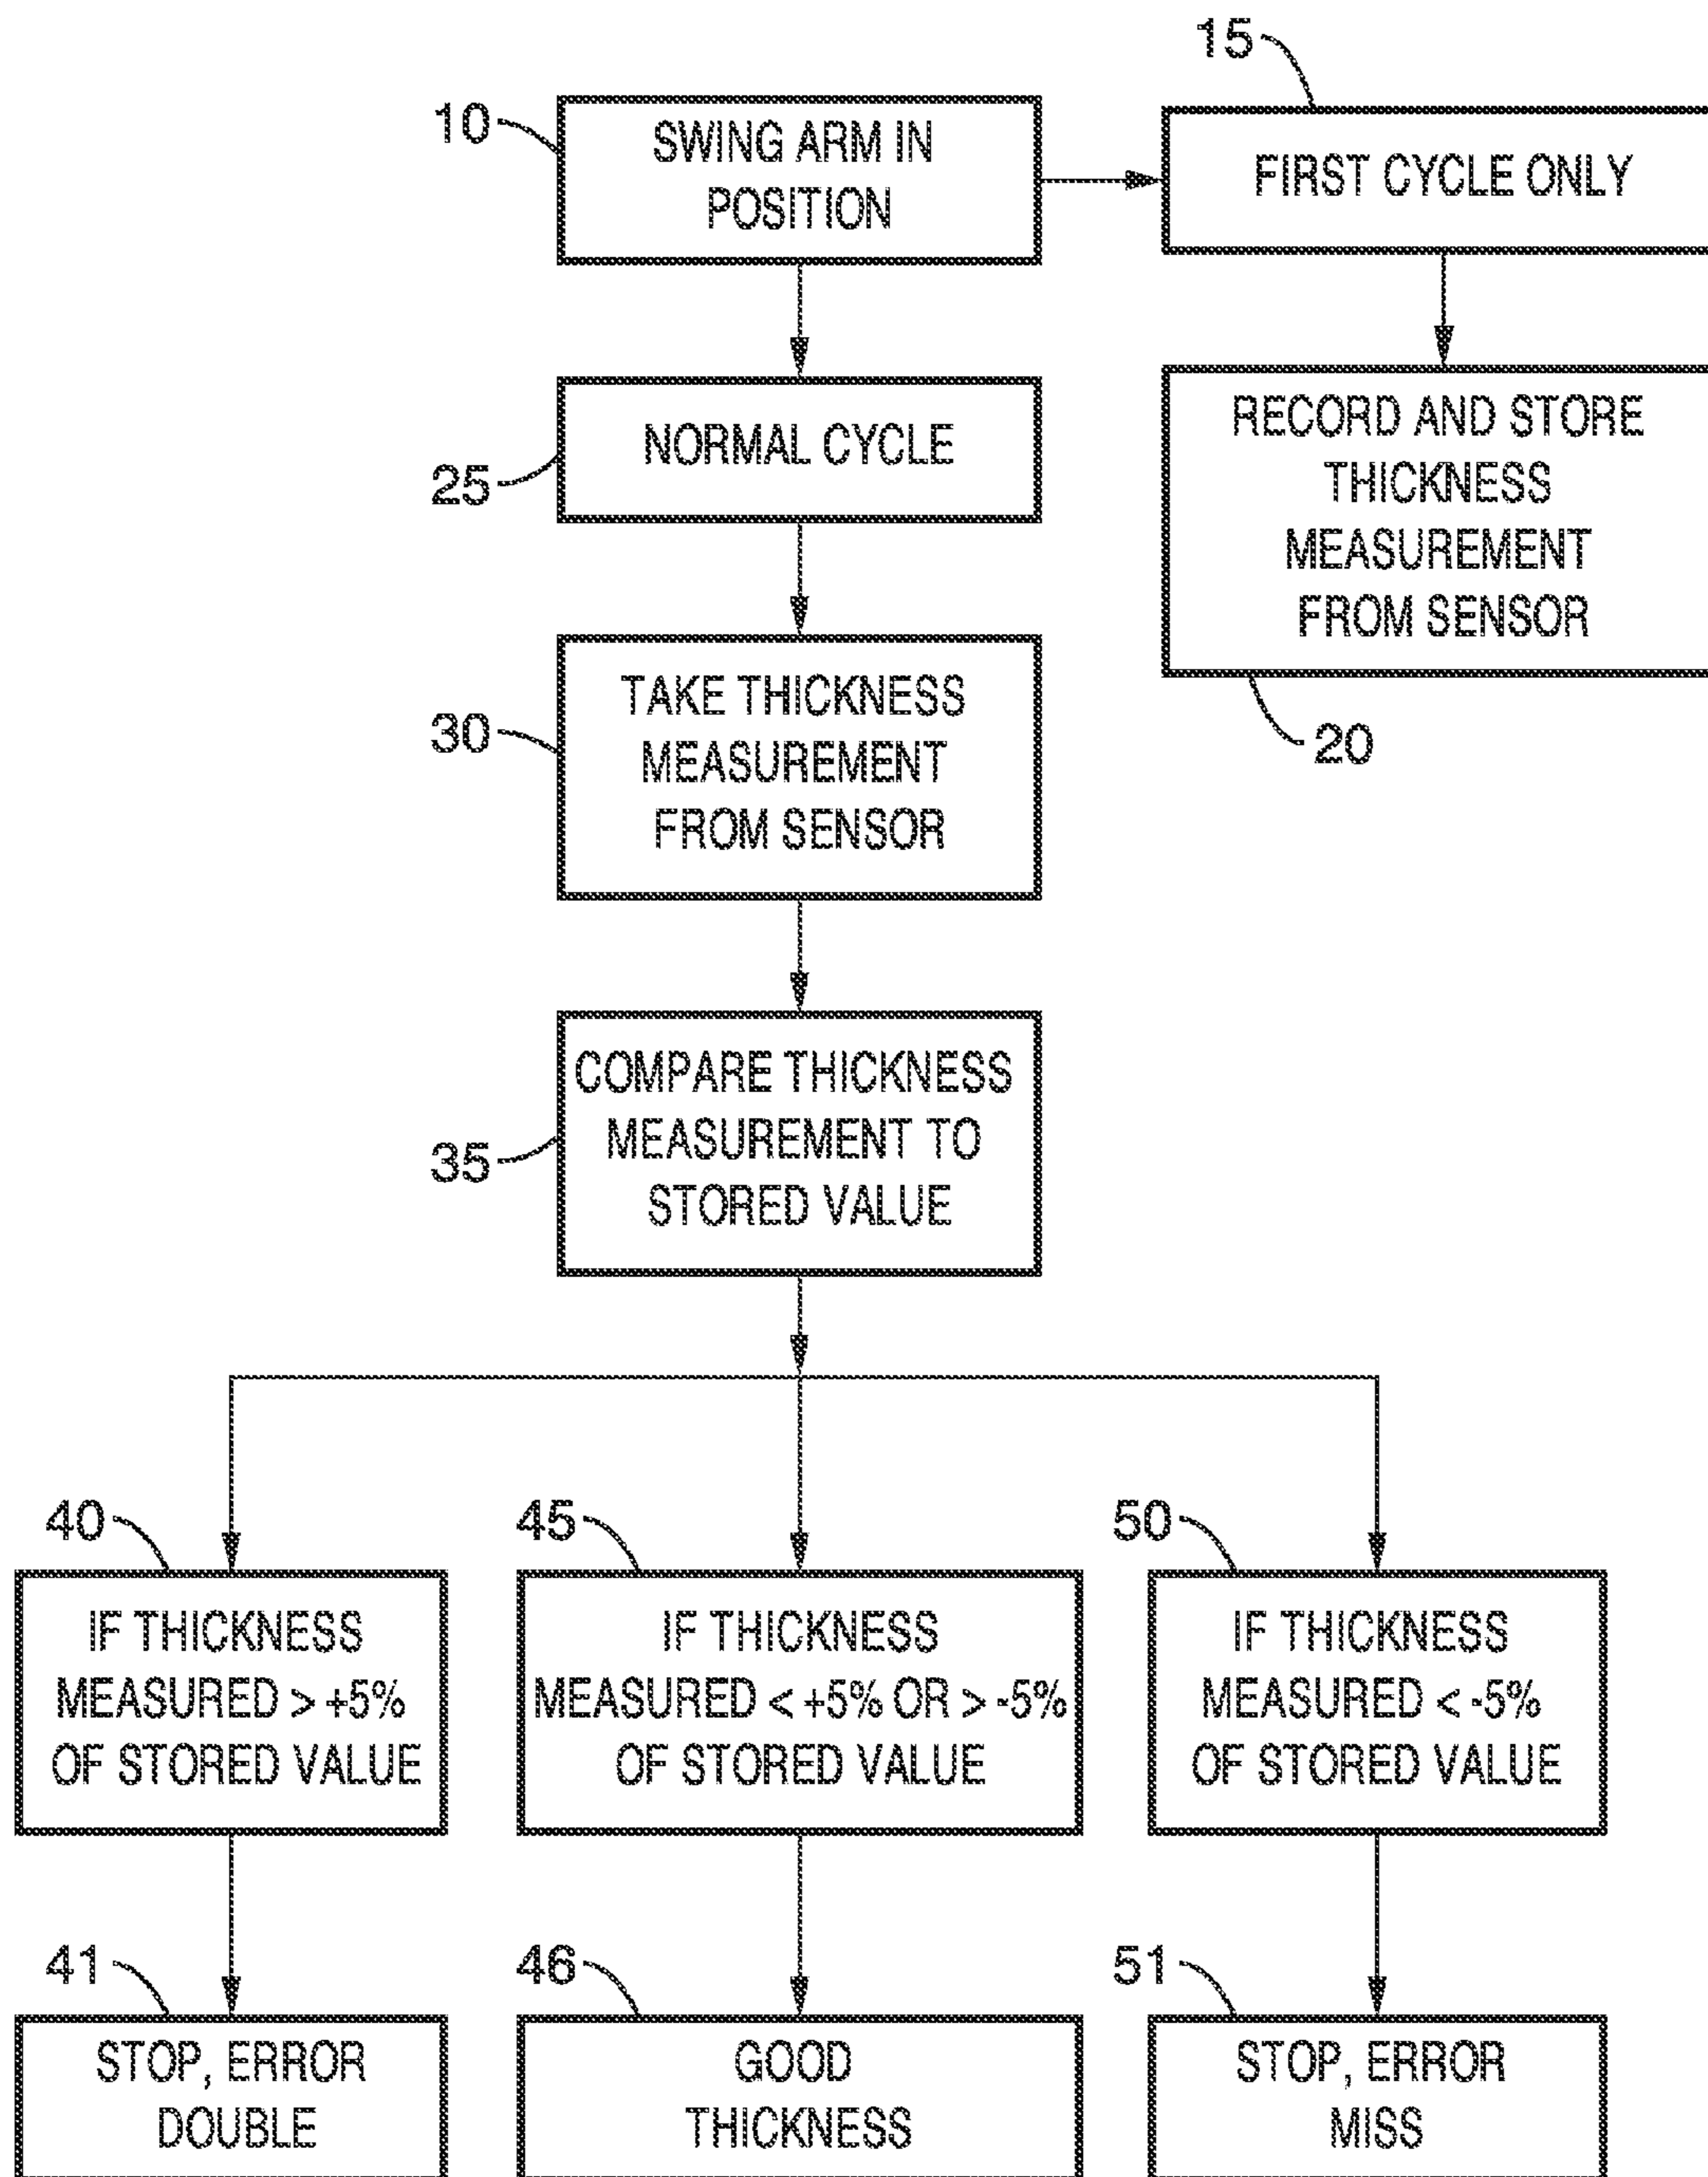 15
10
SWING ARM IN
POSITION
FIRST CYCLE ONLY
25
NORMAL CYCLE
RECORD AND STORE
THICKNESS
MEASUREMENT
FROM SENSOR
20
30
TAKE THICKNESS
MEASUREMENT
FROM SENSOR
35
COMPARE THICKNESS
MEASUREMENT TO
STORED VALUE
40
IF THICKNESS
MEASURED > +5%
OF STORED VALUE
45
IF THICKNESS
MEASURED < +5% OR > -5%
OF STORED VALUE
50
IF THICKNESS
MEASURED < -5%
OF STORED VALUE
41
STOP, ERROR
DOUBLE
46
GOOD
THICKNESS
51
STOP, ERROR
MISS